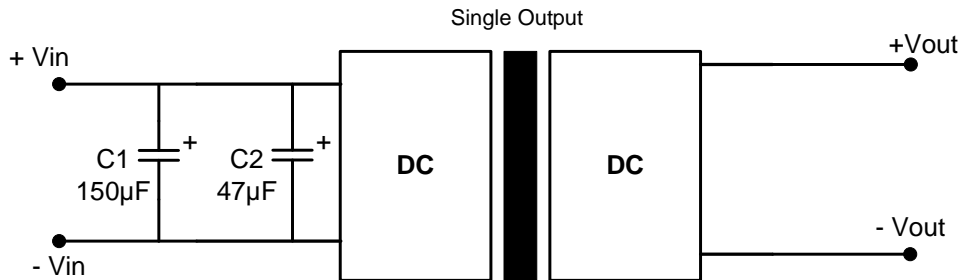 Single Output
+ Vin
+Vout
C1
150µF
+
C2
47µF
+
DC
DC
- Vin
- Vout